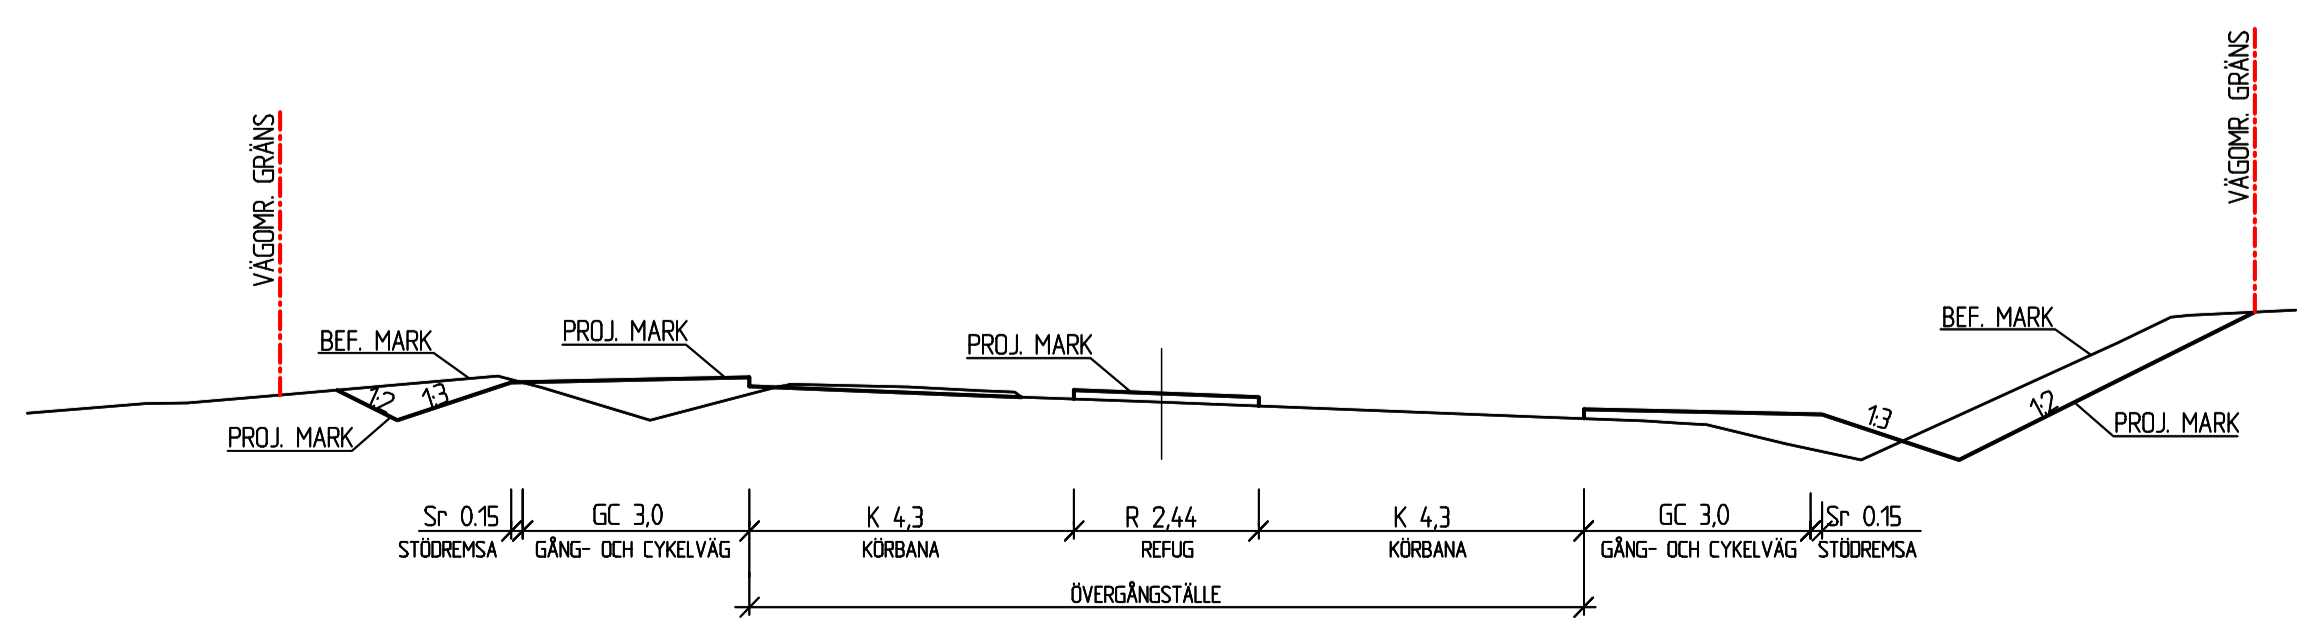 VÄGOMR. GRÄNS
VÄGOMR. GRÄNS
BEF. MARK
PROJ. MARK
PROJ. MARK
BEF. MARK
1:2
1:3
PROJ. MARK
1:3
1:2
PROJ. MARK
Sr 0.15
GC 3,0
K 4,3
R 2,44
K 4,3
GC 3,0
Sr 0.15
STÖDREMSA
GÅNG- OCH CYKELVÄG
KÖRBANA
REFUG
KÖRBANA
GÅNG- OCH CYKELVÄG
STÖDREMSA
ÖVERGÅNGSTÄLLE